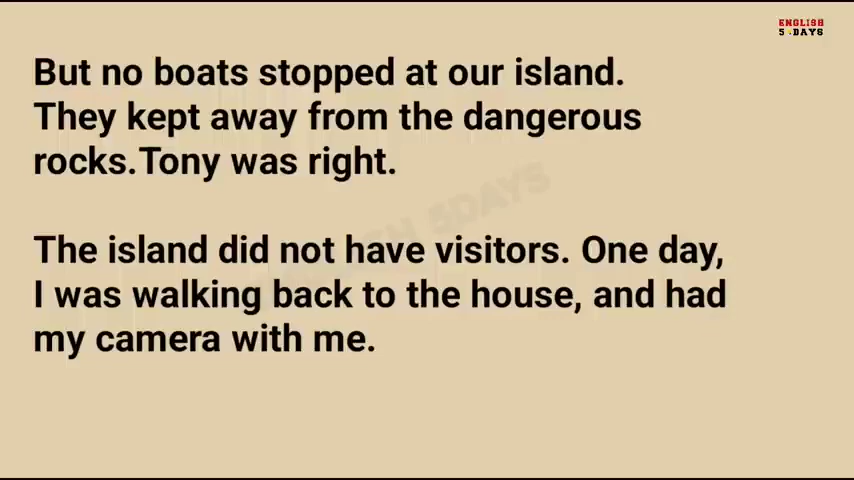 ENGLISH
5 DAYS
But no boats stopped at our island.
They kept away from the dangerous
rocks.Tony was right.
The island did not have visitors. One day,
I was walking back to the house, and had
my camera with me.